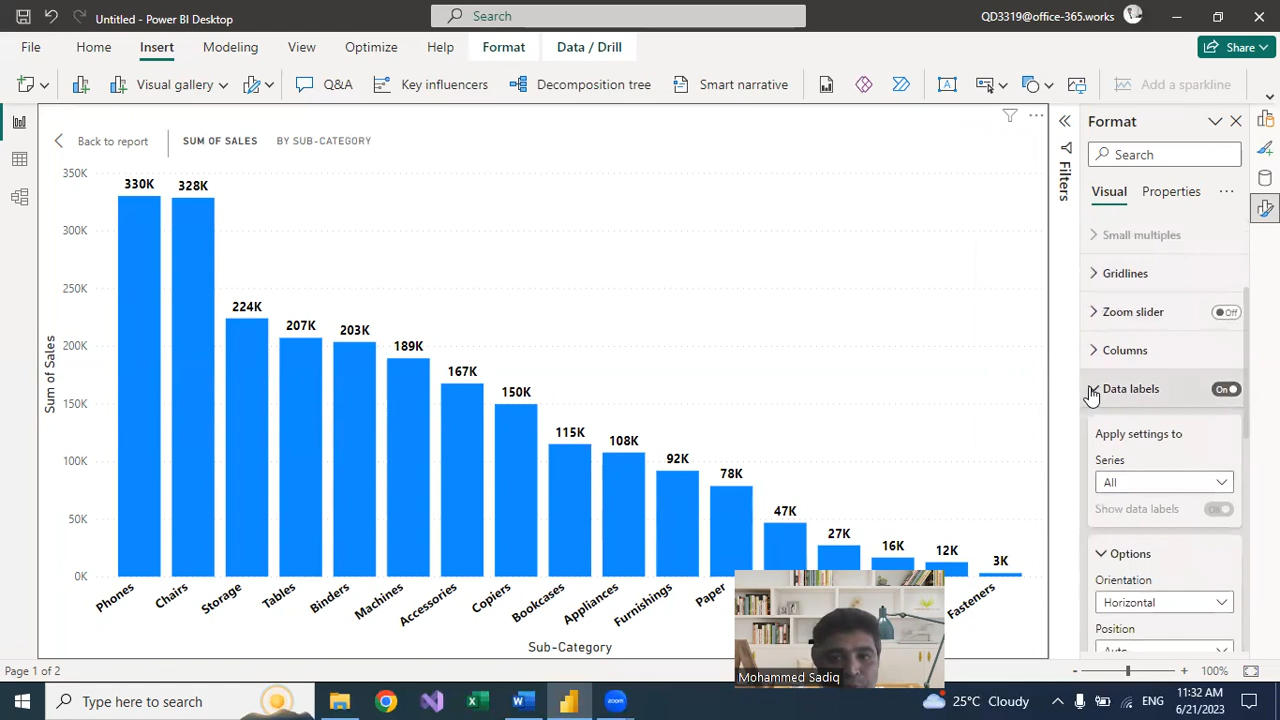 Untitled - Power BI Desktop
Search
QD3319@office-365.works
File
Home
Insert
Modeling
View
Optimize
Help
Format
Data / Drill
Share
Visual gallery
Q&A
Key influencers
Decomposition tree
Smart narrative
Add a sparkline
Back to report
SUM OF SALES
BY SUB-CATEGORY
Sum of Sales
350K
300K
250K
200K
150K
100K
50K
0K
330K
328K
224K
207K
203K
189K
167K
150K
115K
108K
92K
78K
47K
27K
16K
12K
3K
Phones
Chairs
Storage
Tables
Binders
Machines
Accessories
Copiers
Bookcases
Appliances
Furnishings
Paper
Fasteners
Sub-Category
Filters
Format
Search
Visual
Properties
Small multiples
Gridlines
Zoom slider
Off
Columns
Data labels
On
Apply settings to
Series
All
Show data labels
On
Options
Orientation
Horizontal
Position
Auto
Mohammed Sadiq
Page 1 of 2
100%
Type here to search
25°C Cloudy
ENG
11:32 AM
6/21/2023